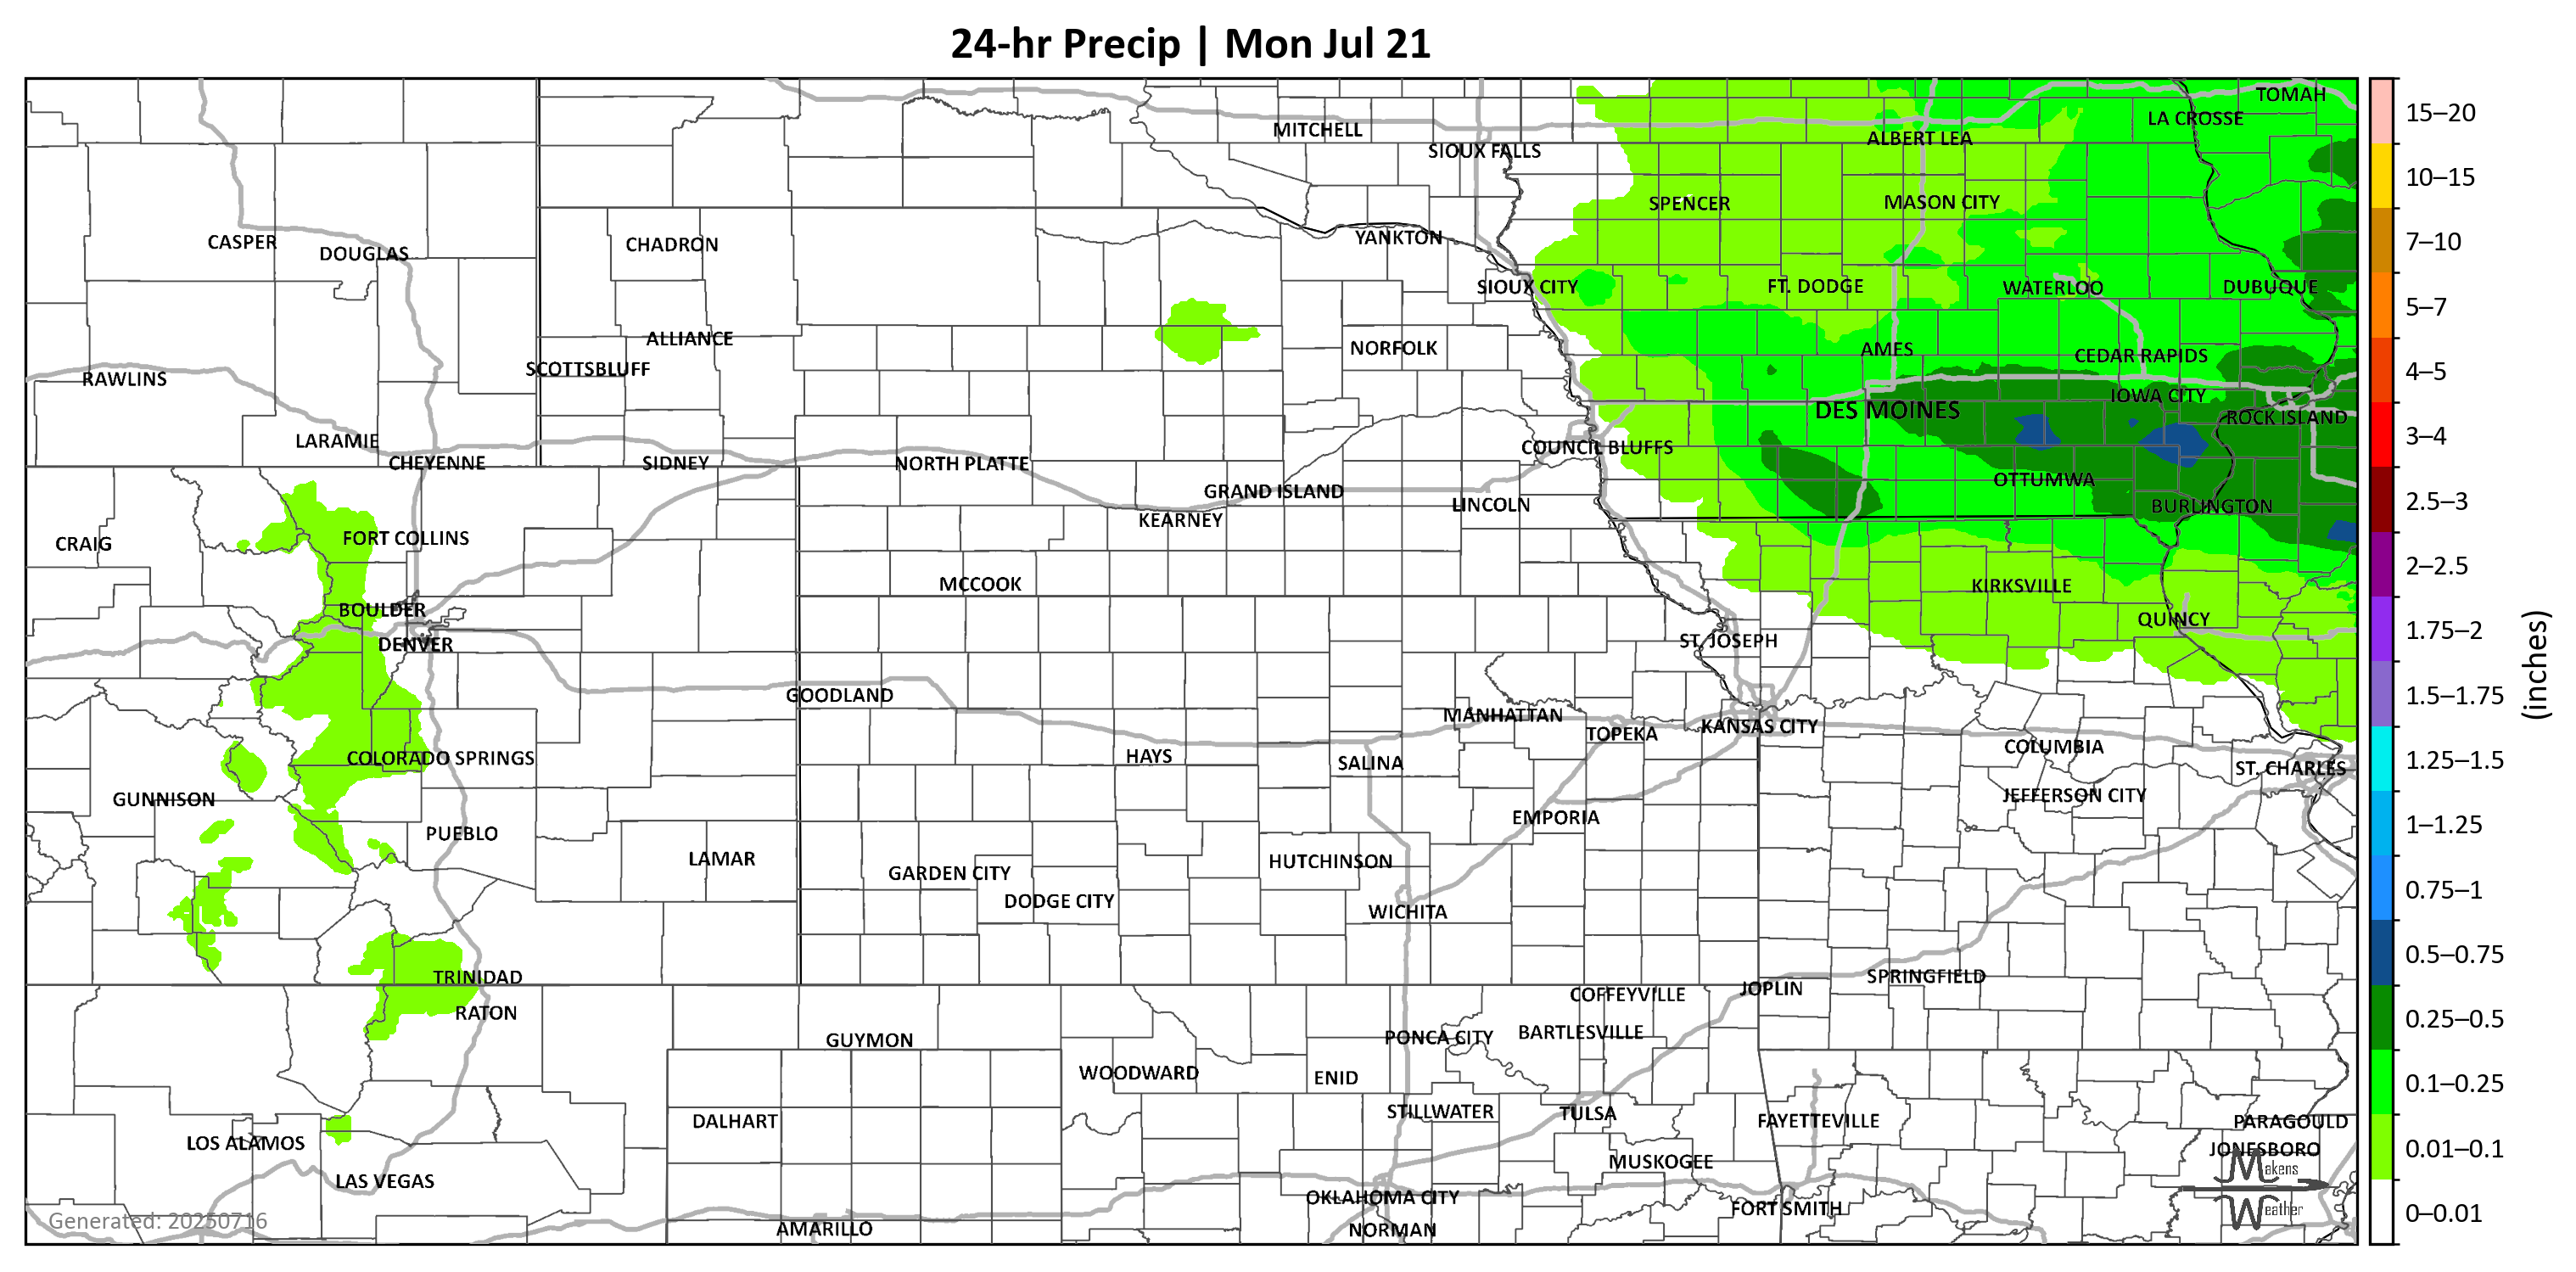 24-hr Precip | Mon Jul 21
TOMAH
LA CROSSE
MITCHELL
ALBERT LEA
SIOUX FALLS
SPENCER
MASON CITY
YANKTON
CASPER
CHADRON
DOUGLAS
SIOUX CITY
FT. DODGE
WATERLOO
DUBUQUE
ALLIANCE
NORFOLK
AMES
CEDAR RAPIDS
SCOTTSBLUFF
RAWLINS
IOWA CITY
DES MOINES
ROCK ISLAND
LARAMIE
COUNCIL BLUFFS
CHEYENNE
SIDNEY
NORTH PLATTE
OTTUMWA
GRAND ISLAND
LINCOLN
BURLINGTON
KEARNEY
FORT COLLINS
CRAIG
MCCOOK
KIRKSVILLE
BOULDER
QUINCY
DENVER
ST. JOSEPH
GOODLAND
MANHATTAN
KANSAS CITY
TOPEKA
COLUMBIA
COLORADO SPRINGS
HAYS
SALINA
ST. CHARLES
GUNNISON
JEFFERSON CITY
EMPORIA
PUEBLO
LAMAR
HUTCHINSON
GARDEN CITY
DODGE CITY
WICHITA
TRINIDAD
SPRINGFIELD
JOPLIN
COFFEYVILLE
RATON
BARTLESVILLE
PONCA CITY
GUYMON
WOODWARD
ENID
STILLWATER
TULSA
DALHART
FAYETTEVILLE
PARAGOULD
LOS ALAMOS
JONESBORO
MUSKOGEE
Makens
Weather
LAS VEGAS
OKLAHOMA CITY
FORT SMITH
Generated: 20250716
AMARILLO
NORMAN
15–20
10–15
7–10
5–7
4–5
3–4
2.5–3
2–2.5
1.75–2
1.5–1.75
1.25–1.5
1–1.25
0.75–1
0.5–0.75
0.25–0.5
0.1–0.25
0.01–0.1
0–0.01
(inches)